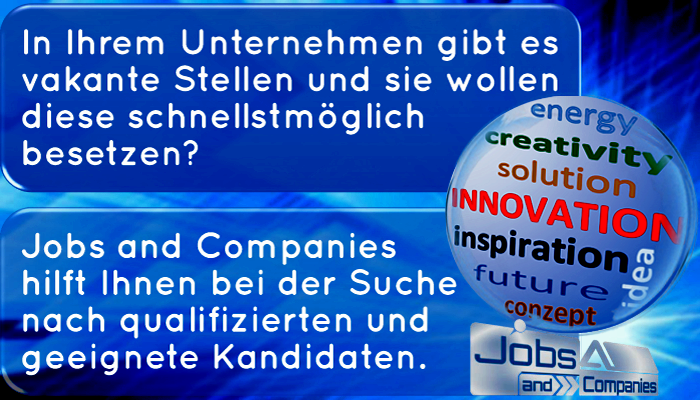 In Ihrem Unternehmen gibt es
vakante Stellen und sie wollen
diese schnellstmöglich
besetzen?
energy
creativity
solution
INNOVATION
inspiration
future
idea
conzept
Jobs and Companies
hilft Ihnen bei der Suche
nach qualifizierten und
geeignete Kandidaten.
Jobs
and Companies